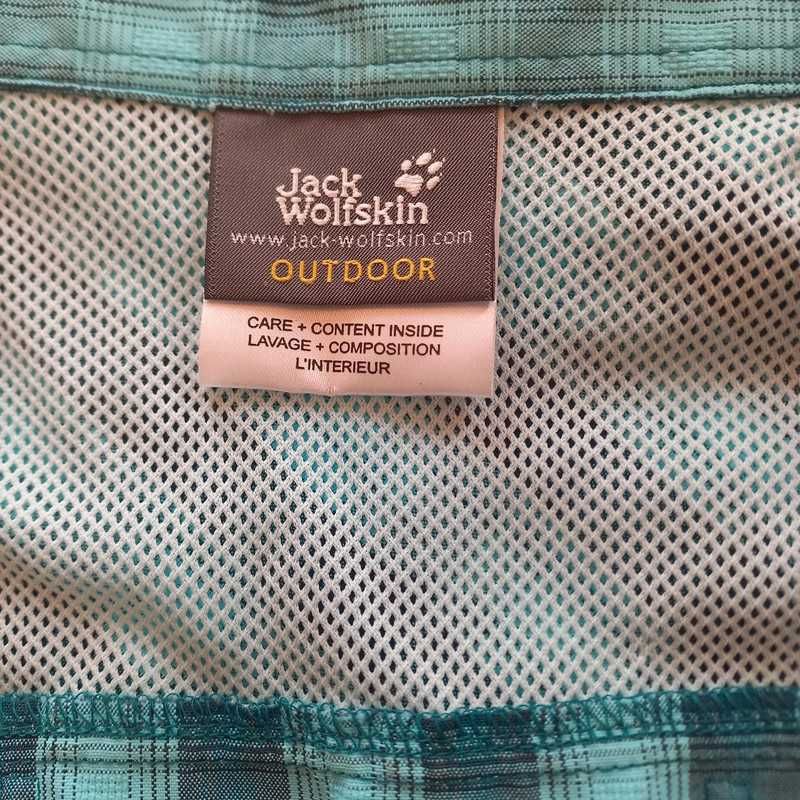 Jack
Wolfskin
www.jack-wolfskin.com
OUTDOOR
CARE + CONTENT INSIDE
LAVAGE + COMPOSITION
L'INTERIEUR